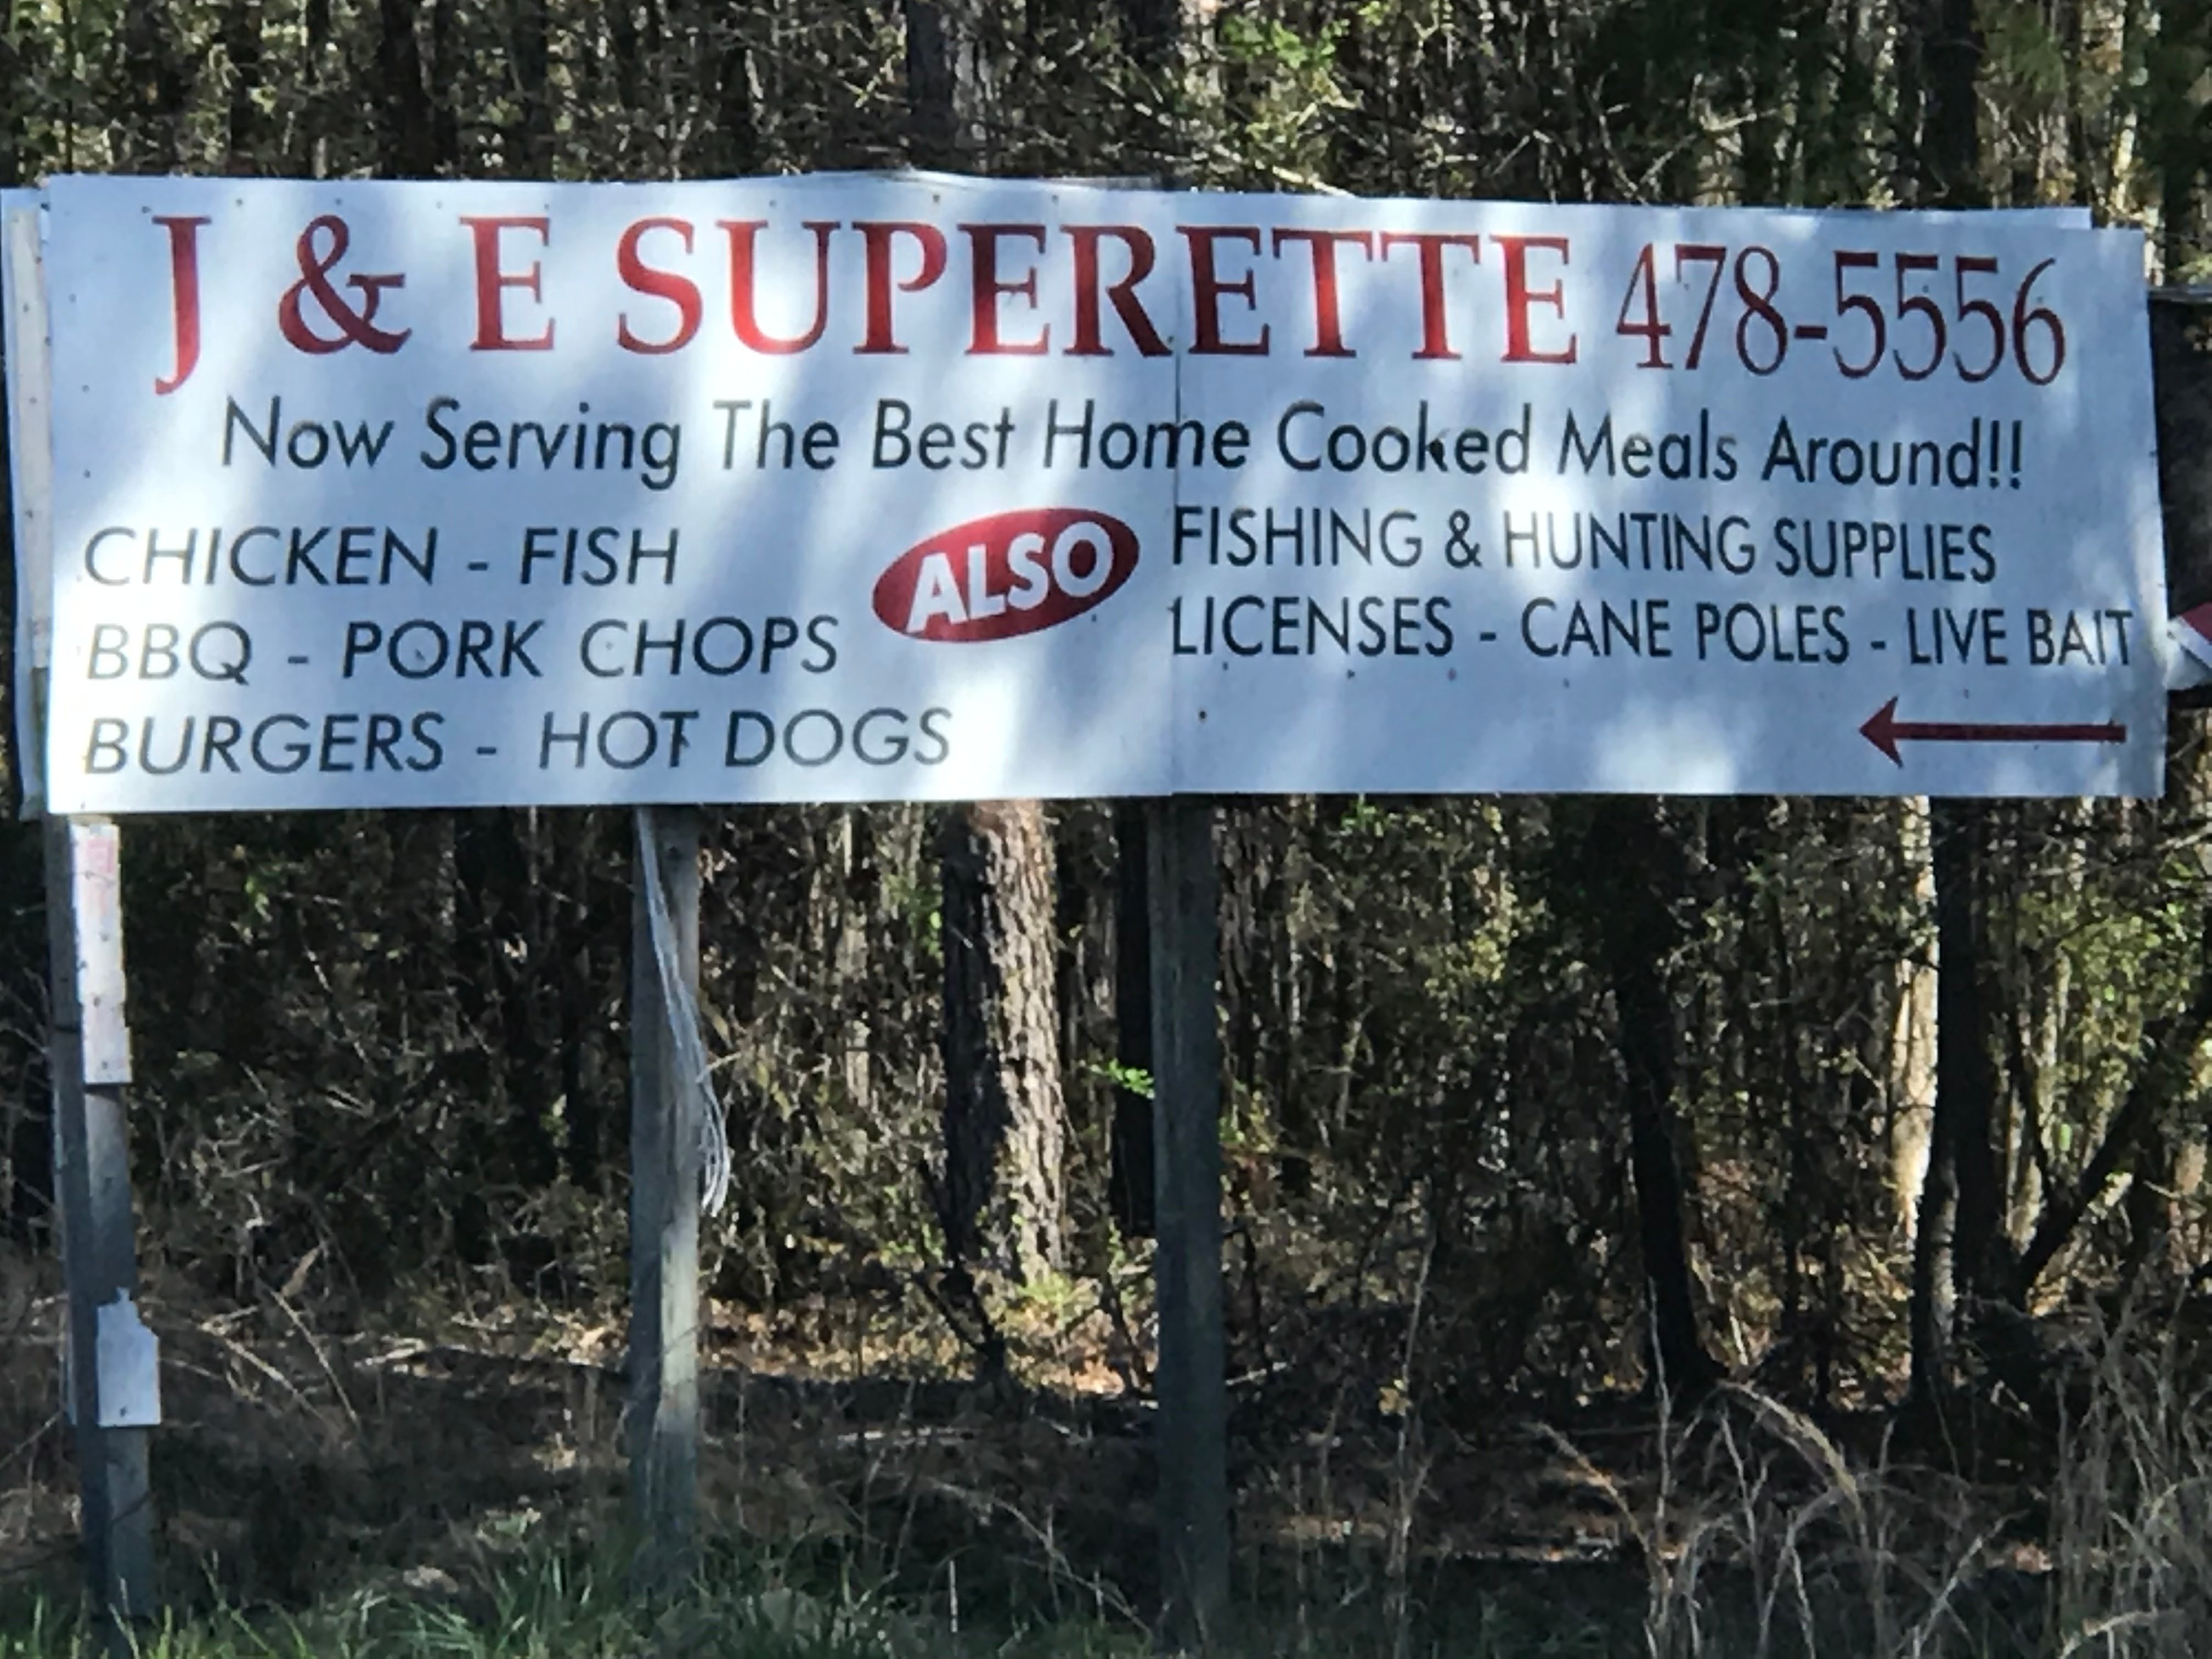 J & E SUPERETTE 478-5556
Now Serving The Best Home Cooked Meals Around!!
CHICKEN - FISH
BBQ - PORK CHOPS
BURGERS - HOT DOGS
ALSO
FISHING & HUNTING SUPPLIES
LICENSES - CANE POLES - LIVE BAIT